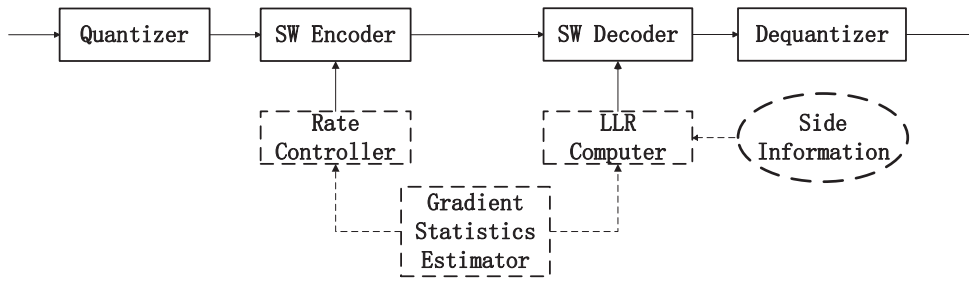 Quantizer
SW Encoder
SW Decoder
Dequantizer
Rate
Controller
LLR
Computer
Side
Information
Gradient
Statistics
Estimator